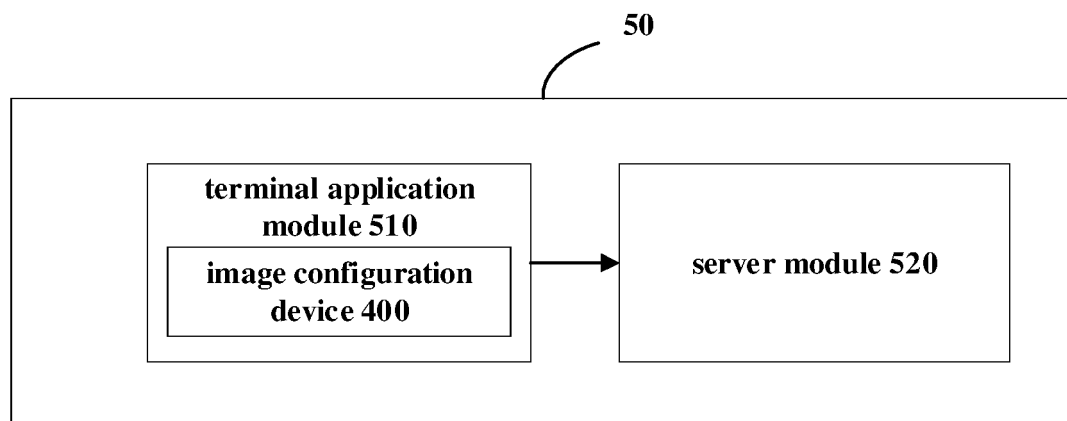 50
terminal application
module 510
image configuration
device 400
server module 520